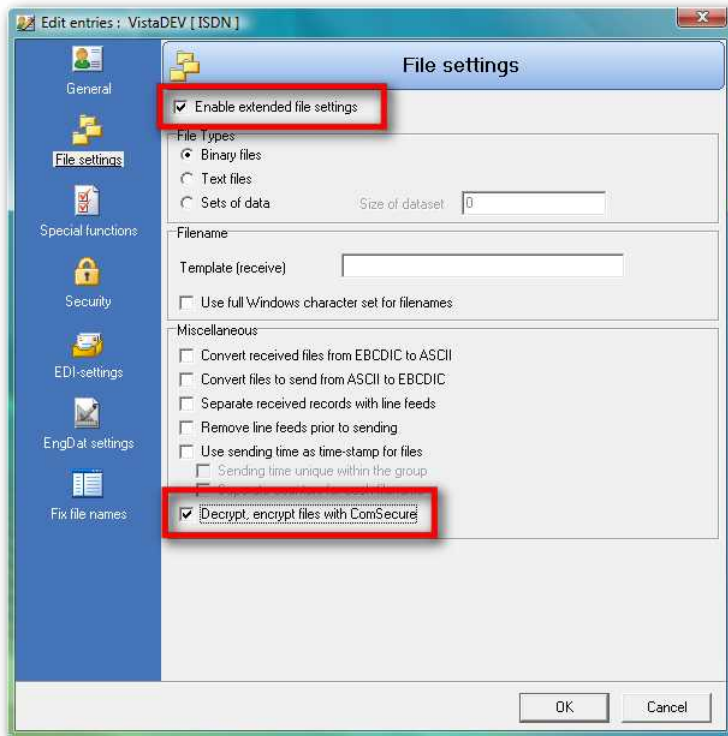 Edit entries : VistaDEV [ ISDN ]
General
File settings
Special functions
Security
EDI-settings
EngDat settings
Fix file names
File settings
Enable extended file settings
File Types
Binary files
Text files
Sets of data
Size of dataset 0
Filename
Template (receive)
Use full Windows character set for filenames
Miscellaneous
Convert received files from EBCDIC to ASCII
Convert files to send from ASCII to EBCDIC
Separate received records with line feeds
Remove line feeds prior to sending
Use sending time as time-stamp for files
Sending time unique within the group
Decrypt, encrypt files with ComSecure
OK Cancel